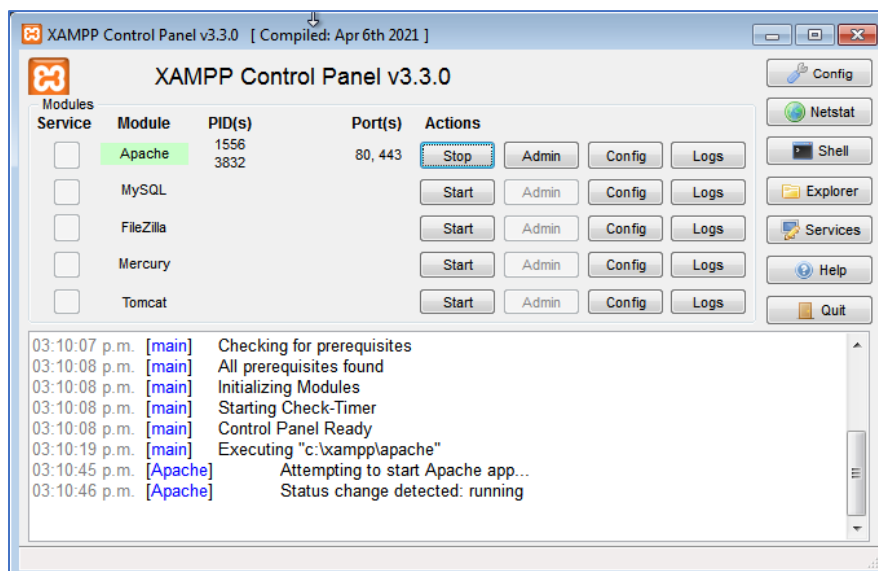 XAMPP Control Panel v3.3.0 [ Compiled: Apr 6th 2021 ]
XAMPP Control Panel v3.3.0
Config
Modules
Service Module PID(s) Port(s) Actions
Netstat
Apache 1556 3832 80, 443 Stop Admin Config Logs
Shell
MySQL Start Admin Config Logs
Explorer
FileZilla Start Admin Config Logs
Services
Mercury Start Admin Config Logs
Help
Tomcat Start Admin Config Logs
Quit
03:10:07 p.m. [main] Checking for prerequisites
03:10:08 p.m. [main] All prerequisites found
03:10:08 p.m. [main] Initializing Modules
03:10:08 p.m. [main] Starting Check-Timer
03:10:08 p.m. [main] Control Panel Ready
03:10:19 p.m. [main] Executing "c:\xampp\apache"
03:10:45 p.m. [Apache] Attempting to start Apache app...
03:10:46 p.m. [Apache] Status change detected: running